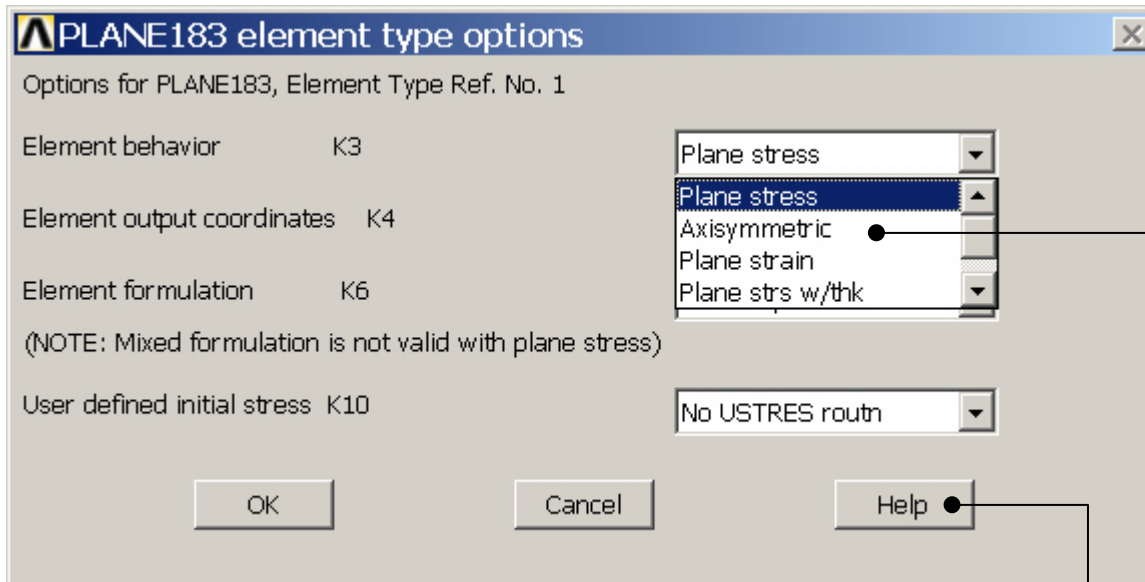 PLANE183 element type options
Options for PLANE183, Element Type Ref. No. 1
Element behavior K3 Plane stress
Plane stress
Element output coordinates K4
Axisymmetric
Plane strain
Element formulation K6 Plane strs w/thk
(NOTE: Mixed formulation is not valid with plane stress)
User defined initial stress K10 No USTRES routn
OK Cancel Help